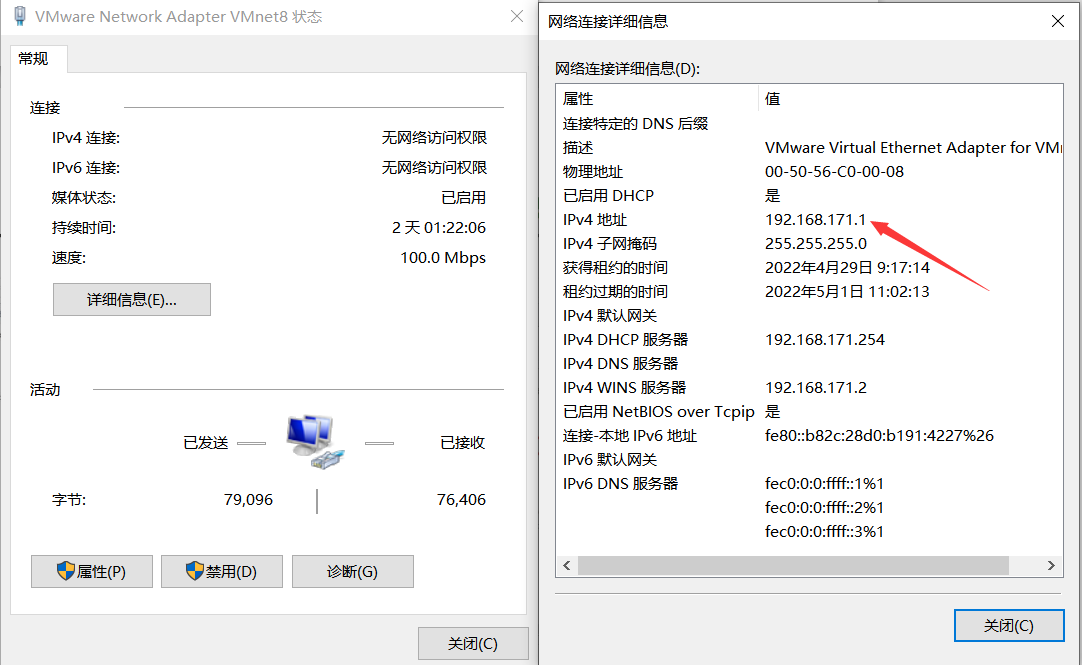 VMware Network Adapter VMnet8 状态
常规
连接
IPv4 连接: 无网络访问权限
IPv6 连接: 无网络访问权限
媒体状态: 已启用
持续时间: 2 天 01:22:06
速度: 100.0 Mbps
详细信息(E)...
活动
已发送 已接收
字节: 79,096 76,406
属性(P) 禁用(D) 诊断(G)
关闭(C)
网络连接详细信息
网络连接详细信息(D):
属性 值
连接特定的 DNS 后缀
描述 VMware Virtual Ethernet Adapter for VM
物理地址 00-50-56-C0-00-08
已启用 DHCP 是
IPv4 地址 192.168.171.1
IPv4 子网掩码 255.255.255.0
获得租约的时间 2022年4月29日 9:17:14
租约过期的时间 2022年5月1日 11:02:13
IPv4 默认网关
IPv4 DHCP 服务器 192.168.171.254
IPv4 DNS 服务器
IPv4 WINS 服务器 192.168.171.2
已启用 NetBIOS over Tcpip 是
连接-本地 IPv6 地址 fe80::b82c:28d0:b191:4227%26
IPv6 默认网关
IPv6 DNS 服务器 fec0:0:0:ffff::1%1
fec0:0:0:ffff::2%1
fec0:0:0:ffff::3%1
关闭(C)